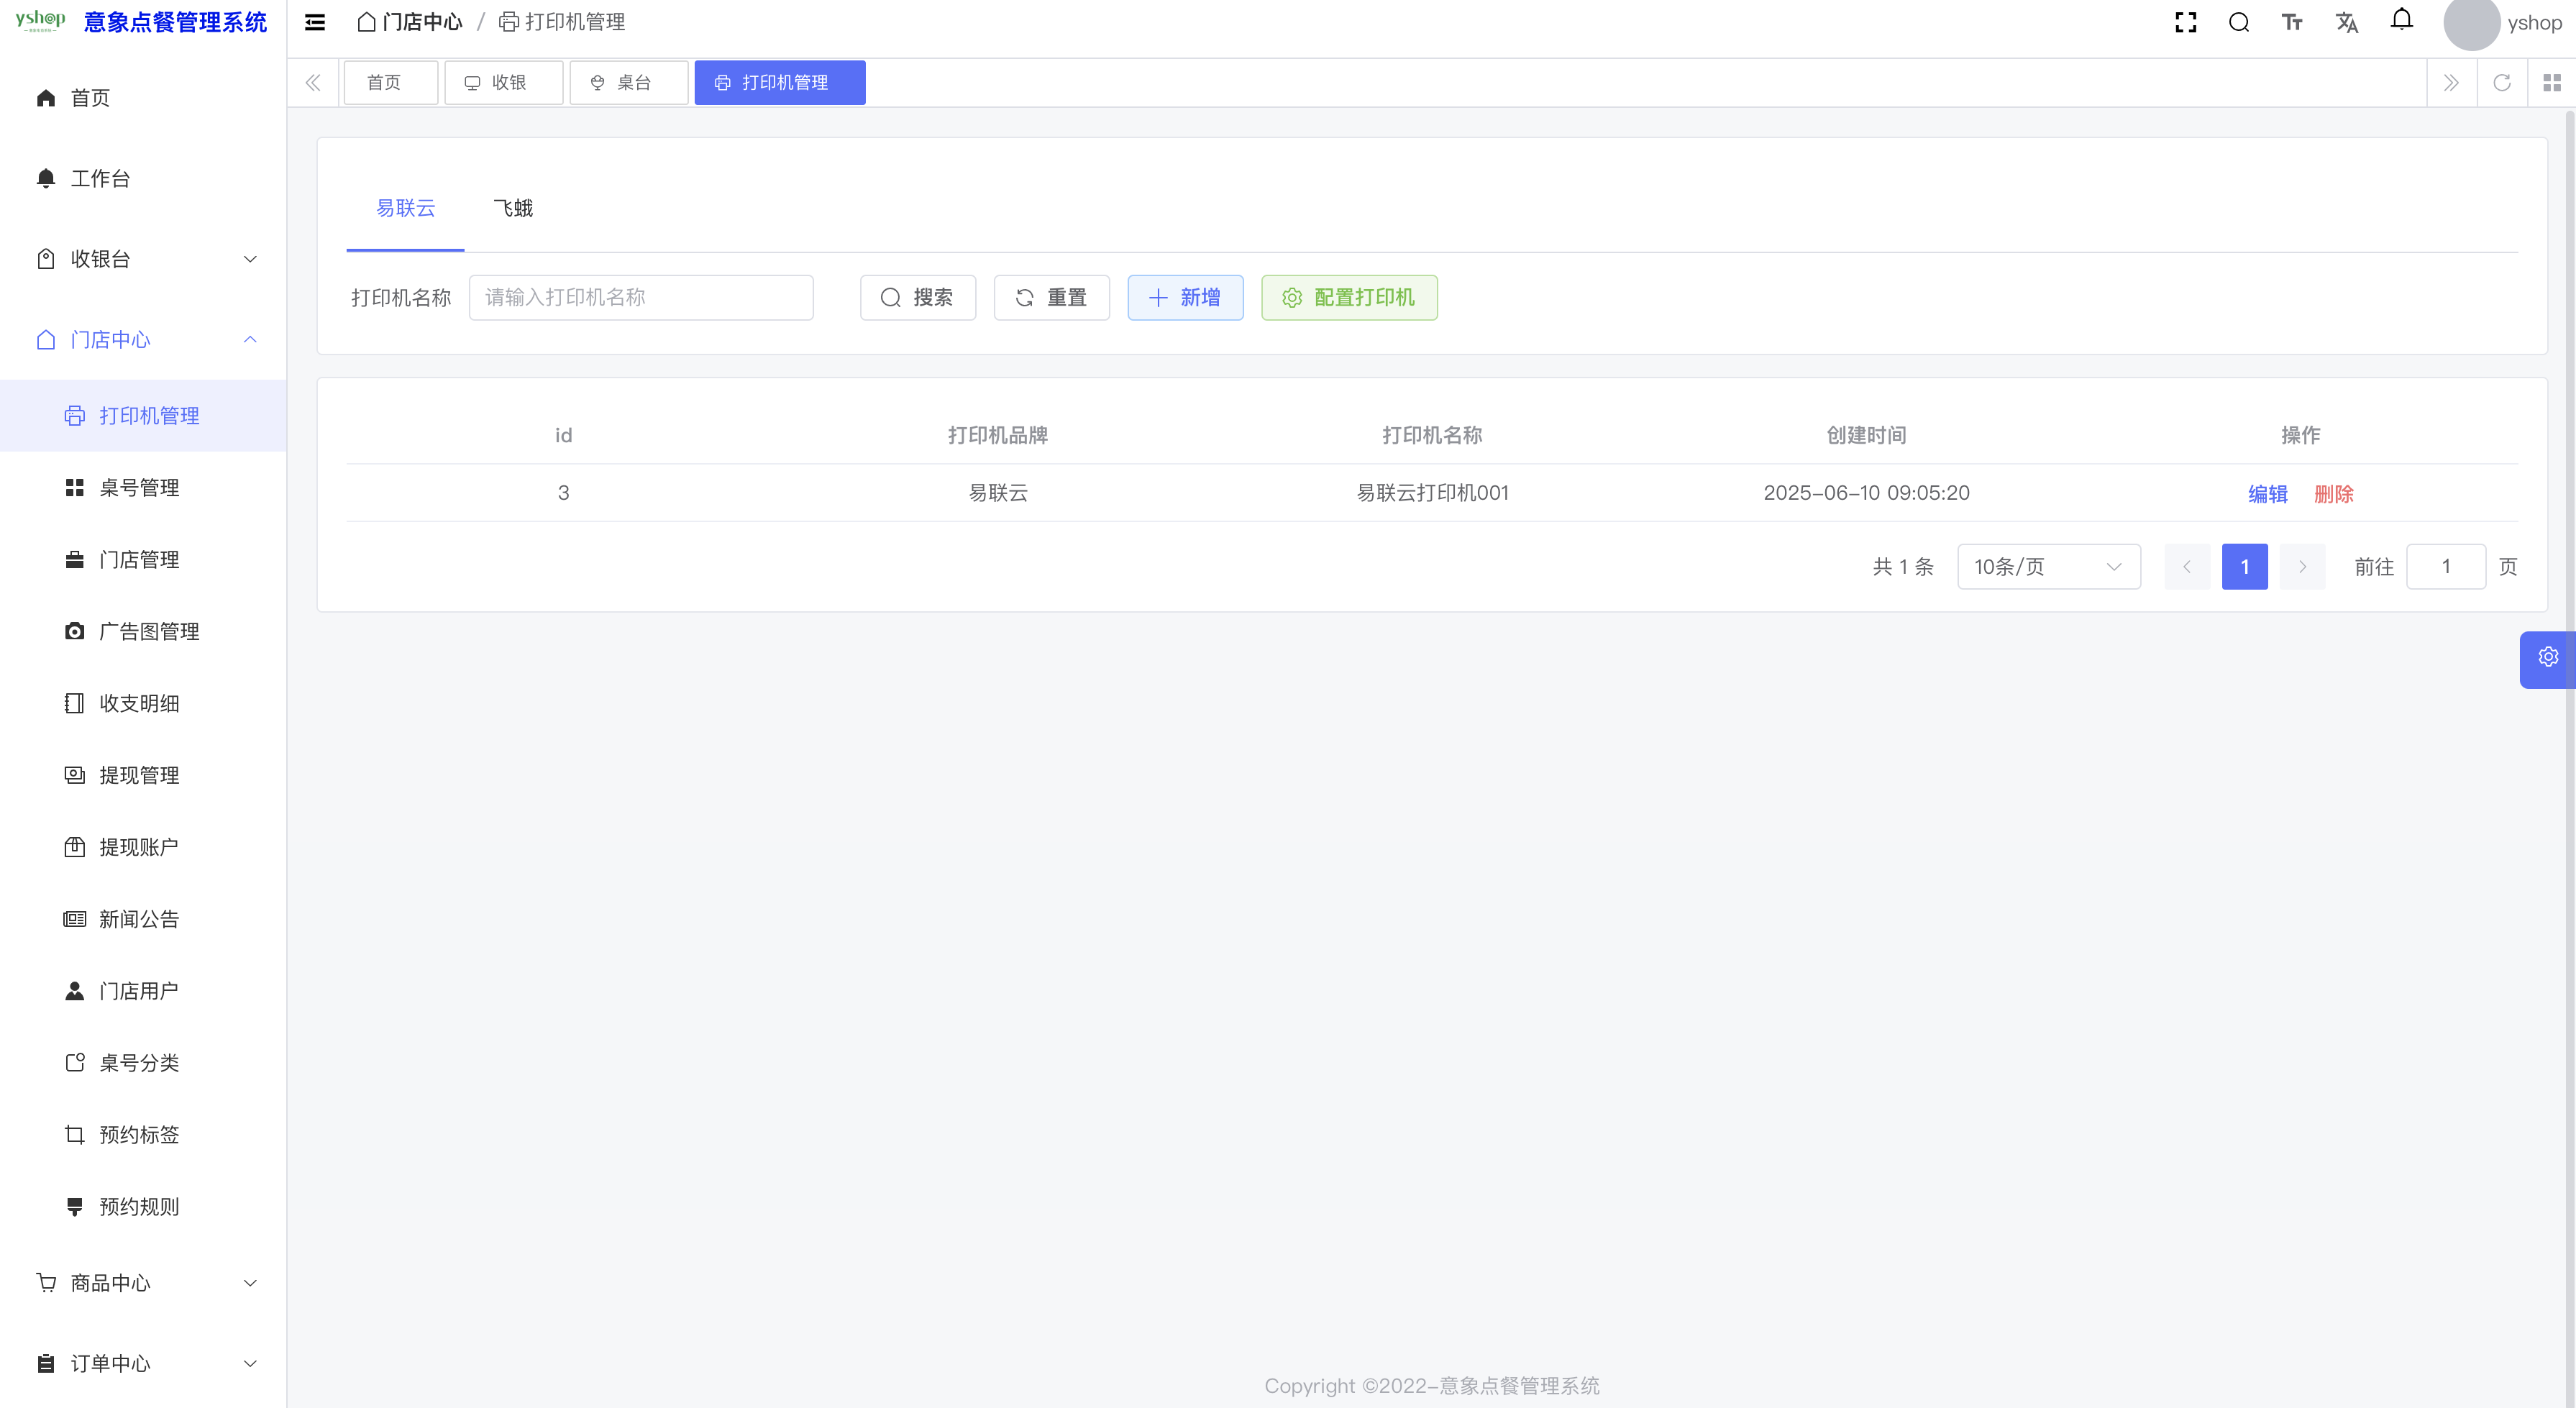 yshop 意象点餐管理系统
门店中心 / 打印机管理
Tт
yshop
首页 收银 桌台 打印机管理
首页
工作台
收银台
门店中心
打印机管理
桌号管理
门店管理
广告图管理
收支明细
提现管理
提现账户
新闻公告
门店用户
桌号分类
预约标签
预约规则
商品中心
订单中心
易联云 飞蛾
打印机名称 请输入打印机名称 搜索 重置 新增 配置打印机
id 打印机品牌 打印机名称 创建时间 操作
3 易联云 易联云打印机001 2025-06-10 09:05:20 编辑 删除
共 1 条 10条/页 1 前往 1 页
Copyright ©2022-意象点餐管理系统